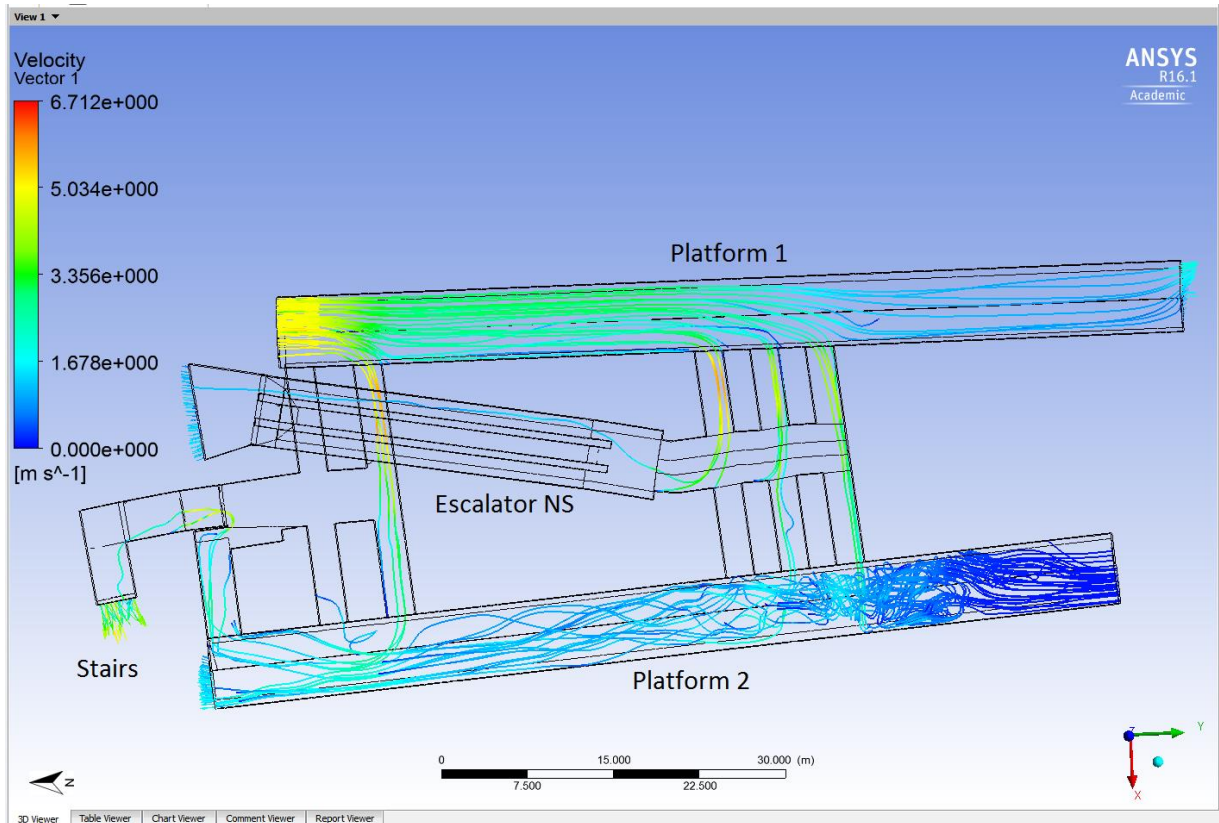 View 1
Velocity
Vector 1
6.712e+000
5.034e+000
3.356e+000
1.678e+000
0.000e+000
[m s^-1]
ANSYS
R16.1
Academic
Platform 1
Escalator NS
Stairs
Platform 2
0 15.000 30.000 (m)
7.500 22.500
N
Z Y
X
3D Viewer Table Viewer Chart Viewer Comment Viewer Report Viewer